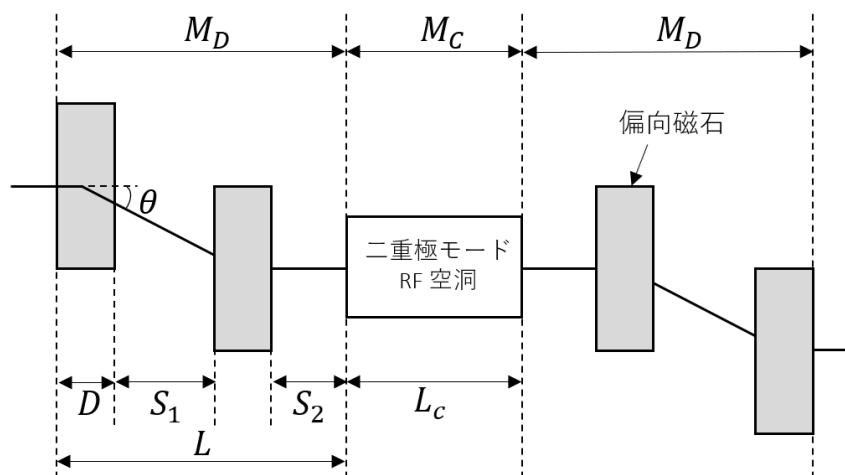 M_D M_C M_D
偏向磁石
θ
二重極モード
RF 空洞
D S_1 S_2 L_c
L